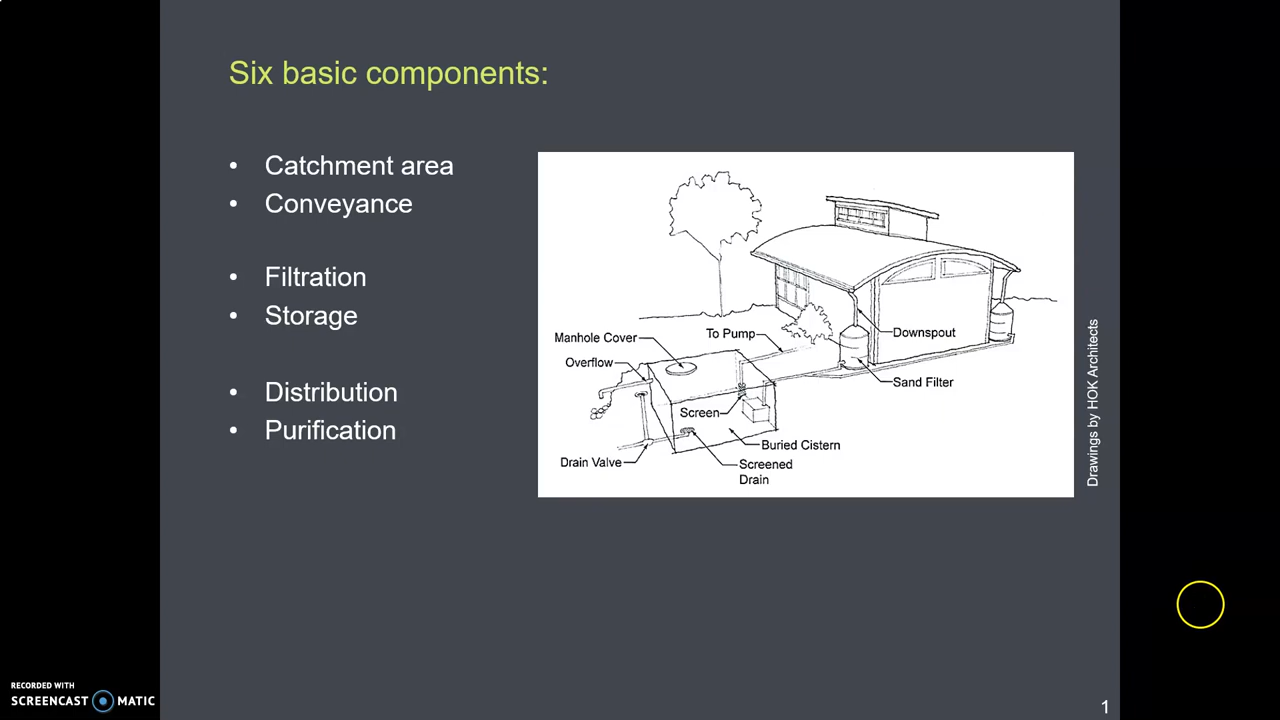 Six basic components:
• Catchment area
• Conveyance
• Filtration
• Storage
• Distribution
• Purification
Manhole Cover
Overflow
To Pump
Downspout
Sand Filter
Screen
Buried Cistern
Drain Valve
Screened
Drain
Drawings by HOK Architects
RECORDED WITH
SCREENCAST MATIC
1